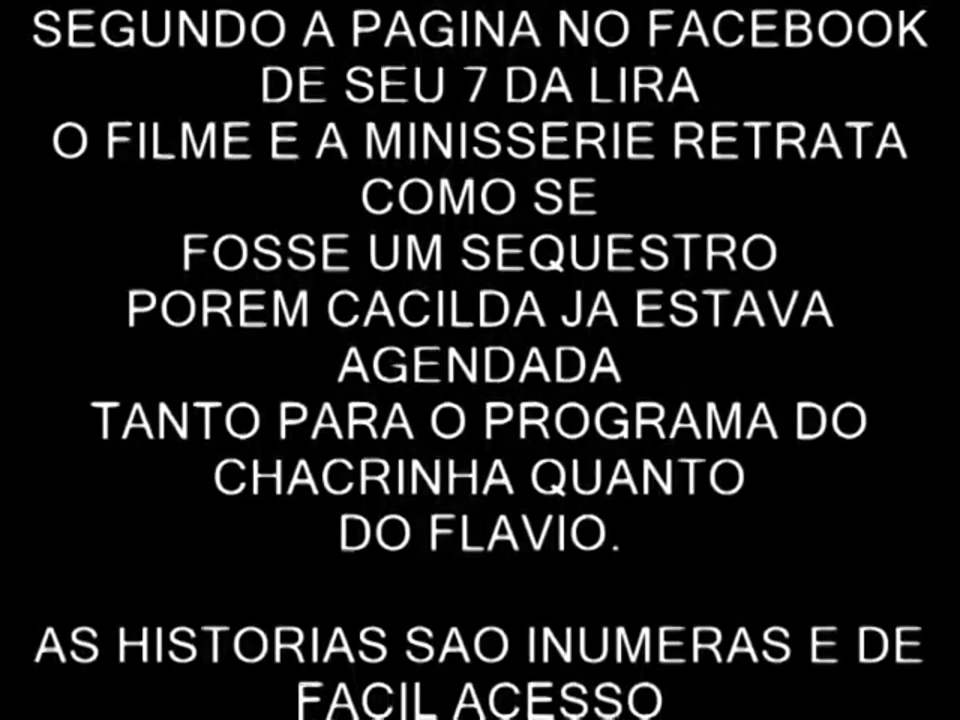 SEGUNDO A PAGINA NO FACEBOOK
DE SEU 7 DA LIRA
O FILME E A MINISSERIE RETRATA
COMO SE
FOSSE UM SEQUESTRO
POREM CACILDA JA ESTAVA
AGENDADA
TANTO PARA O PROGRAMA DO
CHACRINHA QUANTO
DO FLAVIO.
AS HISTORIAS SAO INUMERAS E DE
FACIL ACESSO